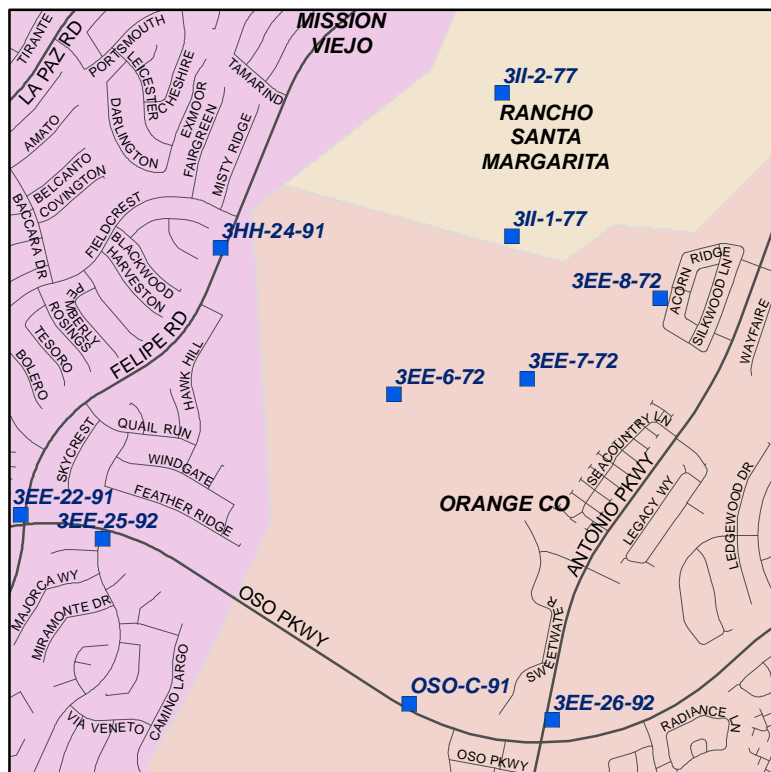 MISSION
VIEJO
TIRANTE
LA PAZ RD
PORTSMOUTH
LEICESTER
CHESHIRE
TAMARIND
DARLINGTON
EXMOOR
FAIRGREEN
MISTY RIDGE
AMATO
BELCANTO
COVINGTON
BACCARA DR
FIELDCREST
BLACKWOOD
HARVESTON
3HH-24-91
3II-2-77
RANCHO
SANTA
MARGARITA
3II-1-77
3EE-8-72
ACORN RIDGE
SILKWOOD LN
WAYFAIRE
PEMBERLY
ROSINGS
TESORO
BOLERO
FELIPE RD
HAWK HILL
3EE-6-72
3EE-7-72
QUAIL RUN
SKYCREST
WINDGATE
FEATHER RIDGE
SEACOUNTRY LN
ANTONIO PKWY
LEGACY WY
LEDGEWOOD DR
3EE-22-91
3EE-25-92
ORANGE CO
MAJORCA WY
MIRAMONTE DR
OSO PKWY
SWEETWATER
CAMINO LARGO
VIA VENETO
OSO-C-91
3EE-26-92
RADIANCE LN
OSO PKWY